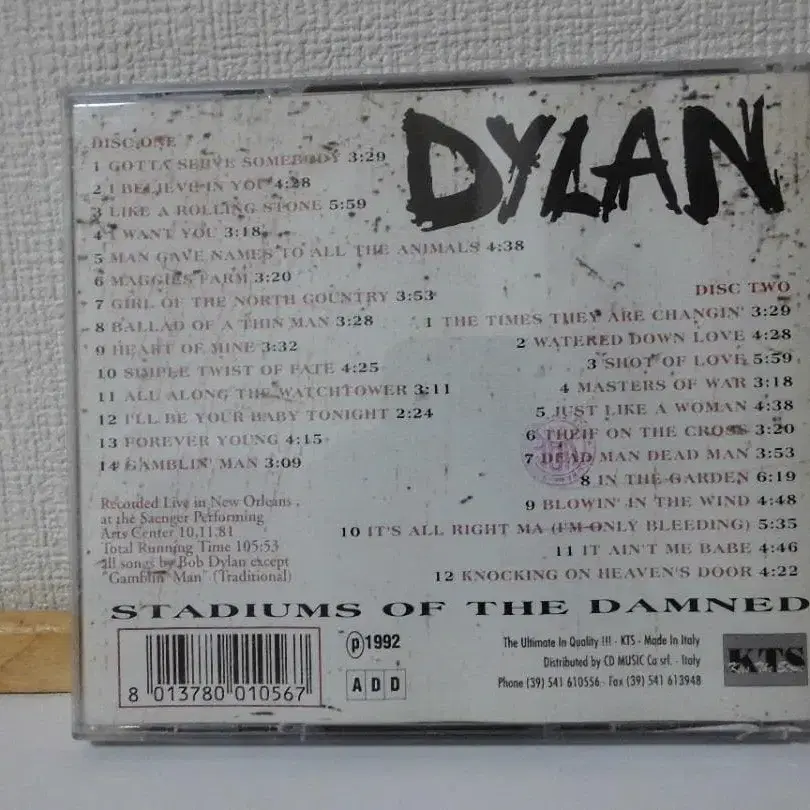 DYLAN
DISC ONE
1 GOTTA SERVE SOMEBODY 3:29
2 I BELIEVE IN YOU 4:28
3 LIKE A ROLLING STONE 5:59
4 I WANT YOU 3:18
5 MAN GAVE NAMES TO ALL THE ANIMALS 4:38
6 MAGGIES FARM 3:20
7 GIRL OF THE NORTH COUNTRY 3:53
8 BALLAD OF A THIN MAN 3:28
9 HEART OF MINE 3:32
10 SIMPLE TWIST OF FATE 4:25
11 ALL ALONG THE WATCHTOWER 3:11
12 I'LL BE YOUR BABY TONIGHT 2:24
13 FOREVER YOUNG 4:15
14 GAMBLIN' MAN 3:09
Recorded Live in New Orleans
at the Saenger Performing
Arts Center 10,11,81
Total Running Time 105:53
all songs by Bob Dylan except
"Gamblin' Man" (Traditional)
DISC TWO
1 THE TIMES THEY ARE CHANGIN' 3:29
2 WATERED DOWN LOVE 4:28
3 SHOT OF LOVE 5:59
4 MASTERS OF WAR 3:18
5 JUST LIKE A WOMAN 4:38
6 THEIF ON THE CROSS 3:20
7 DEAD MAN DEAD MAN 3:53
8 IN THE GARDEN 6:19
9 BLOWIN' IN THE WIND 4:48
10 IT'S ALL RIGHT MA (I'M ONLY BLEEDING) 5:35
11 IT AIN'T ME BABE 4:46
12 KNOCKING ON HEAVEN'S DOOR 4:22
STADIUMS OF THE DAMNED
8 013780 010567
P 1992
ADD
The Ultimate In Quality !!! - KTS - Made In Italy
Distributed by CD MUSIC Ca srl. - Italy
Phone (39) 541 610556 - Fax (39) 541 613948
KTS